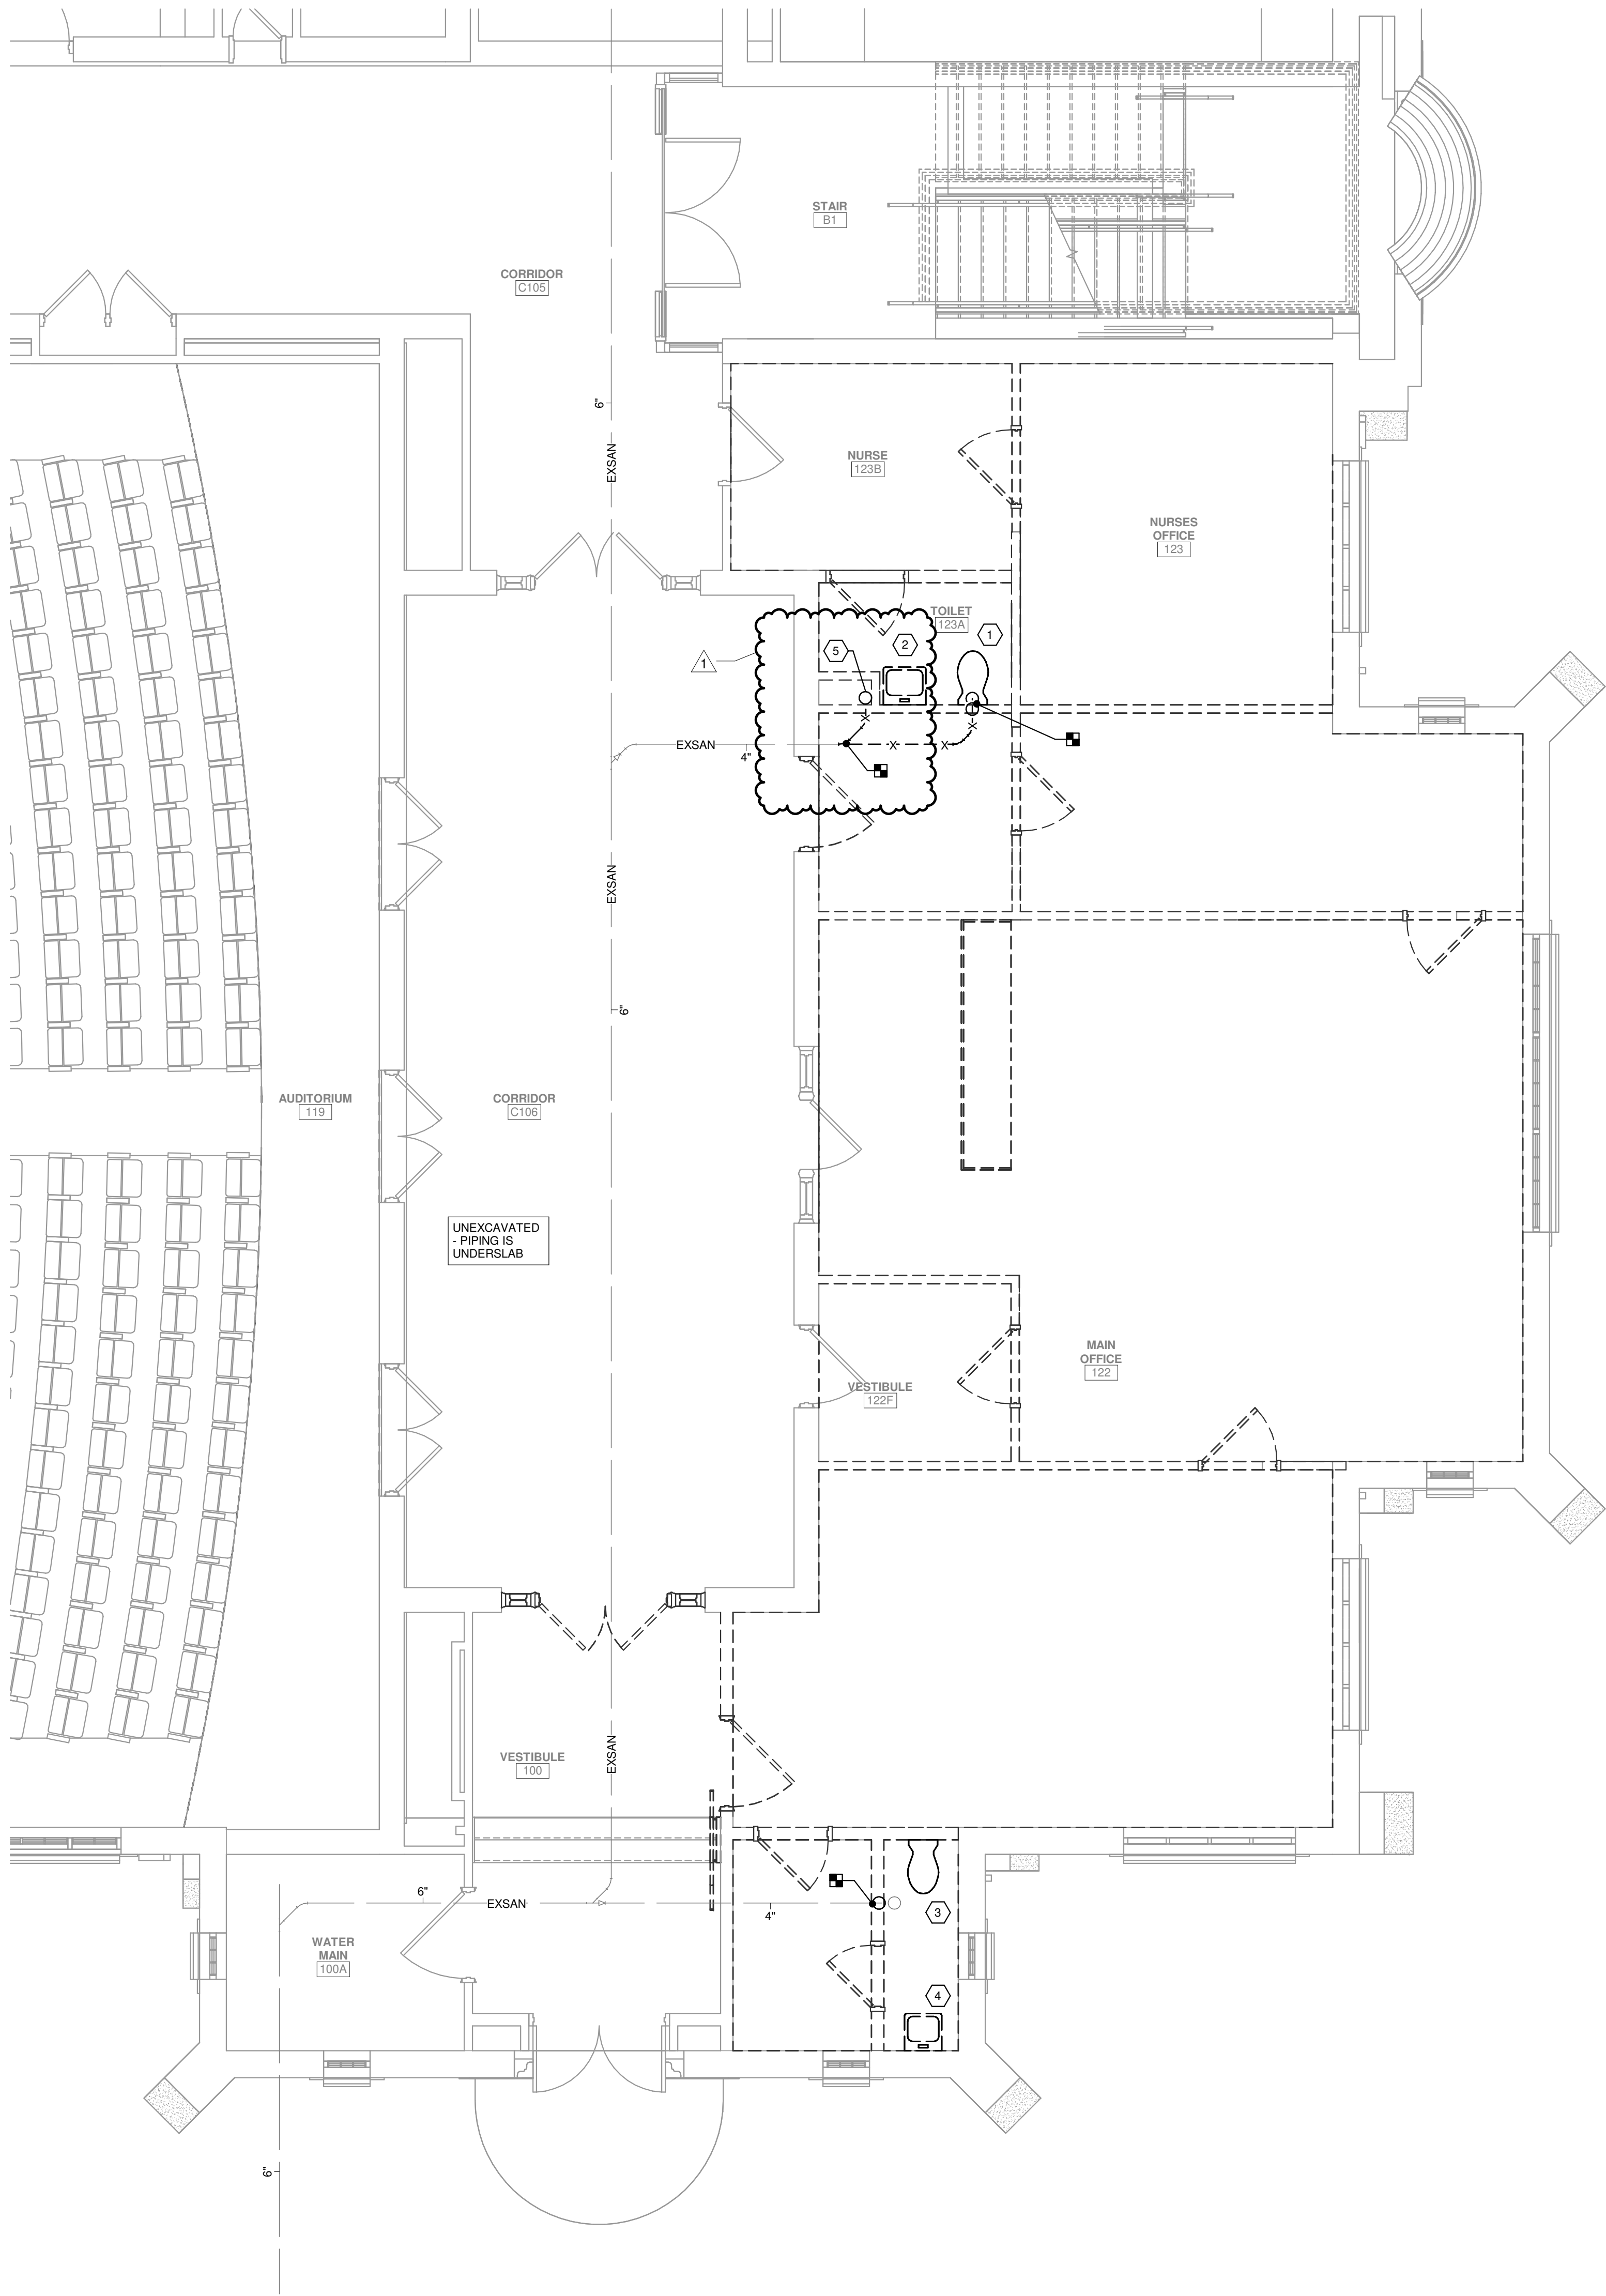 STAIR
B1
CORRIDOR
C105
6"
EXSAN
NURSE
123B
NURSES
OFFICE
123
TOILET
123A
1
2
5
1
EXSAN
4"
X
X
X
X
EXSAN
6"
AUDITORIUM
119
CORRIDOR
C106
UNEXCAVATED
- PIPING IS
UNDERSLAB
MAIN
OFFICE
122
VESTIBULE
122F
VESTIBULE
100
EXSAN
6"
EXSAN
4"
3
WATER
MAIN
100A
4
6"